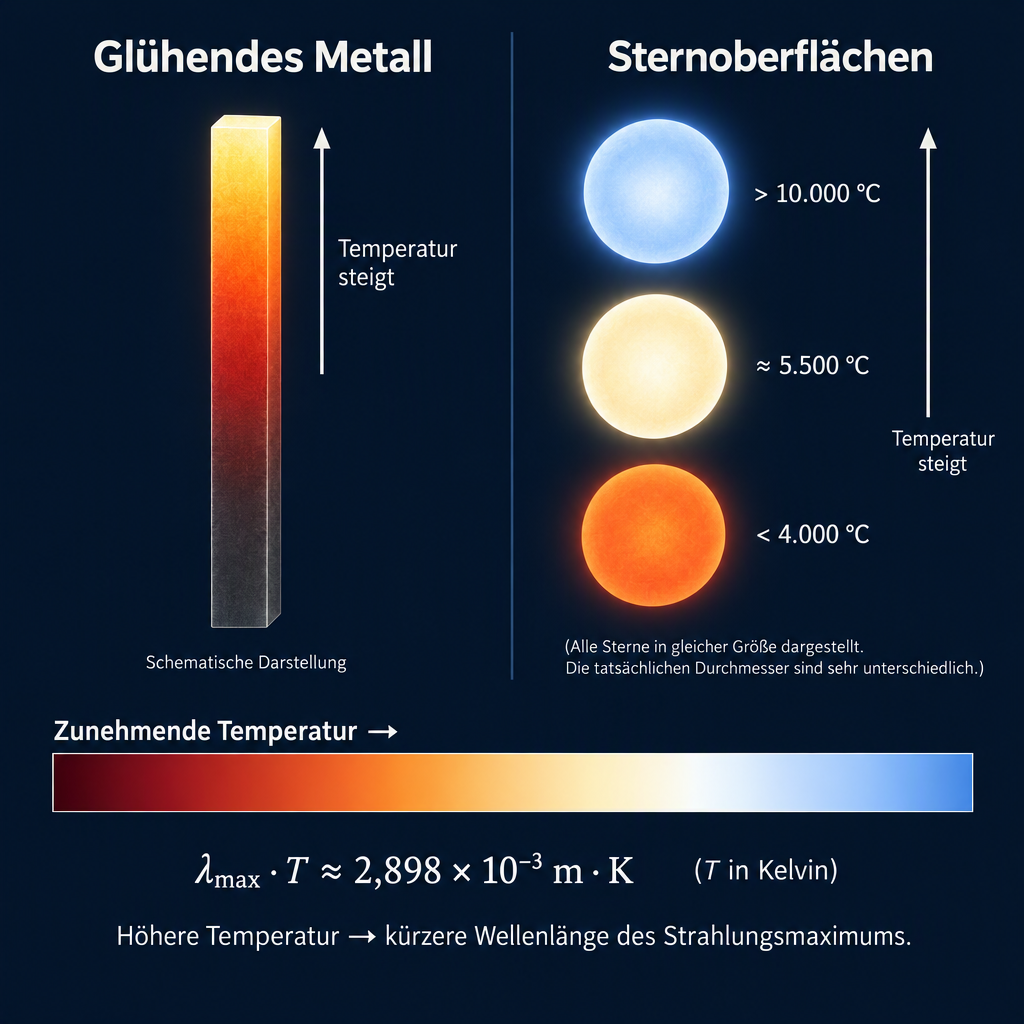 Glühendes Metall
Temperatur
steigt
Schematische Darstellung
Sternoberflächen
> 10.000 °C
≈ 5.500 °C
< 4.000 °C
Temperatur
steigt
(Alle Sterne in gleicher Größe dargestellt.
Die tatsächlichen Durchmesser sind sehr unterschiedlich.)
Zunehmende Temperatur →
λmax · T ≈ 2,898 × 10⁻³ m · K (T in Kelvin)
Höhere Temperatur → kürzere Wellenlänge des Strahlungsmaximums.